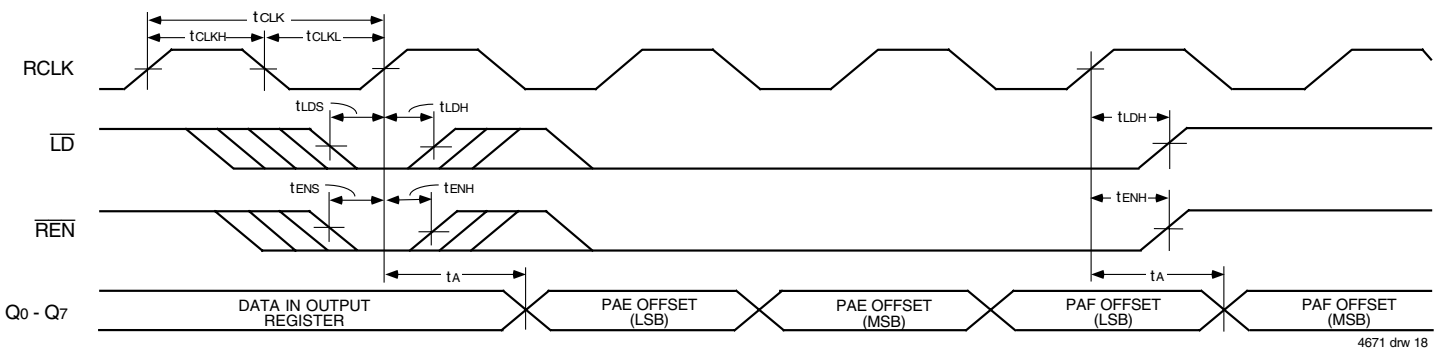 tCLK
tCLKH
tCLKL
RCLK
tLDS
tLDH
tLDH
LD
tENS
tENH
tENH
REN
tA
tA
Q0 - Q7
DATA IN OUTPUT
REGISTER
PAE OFFSET
(LSB)
PAE OFFSET
(MSB)
PAF OFFSET
(LSB)
PAF OFFSET
(MSB)
4671 drw 18